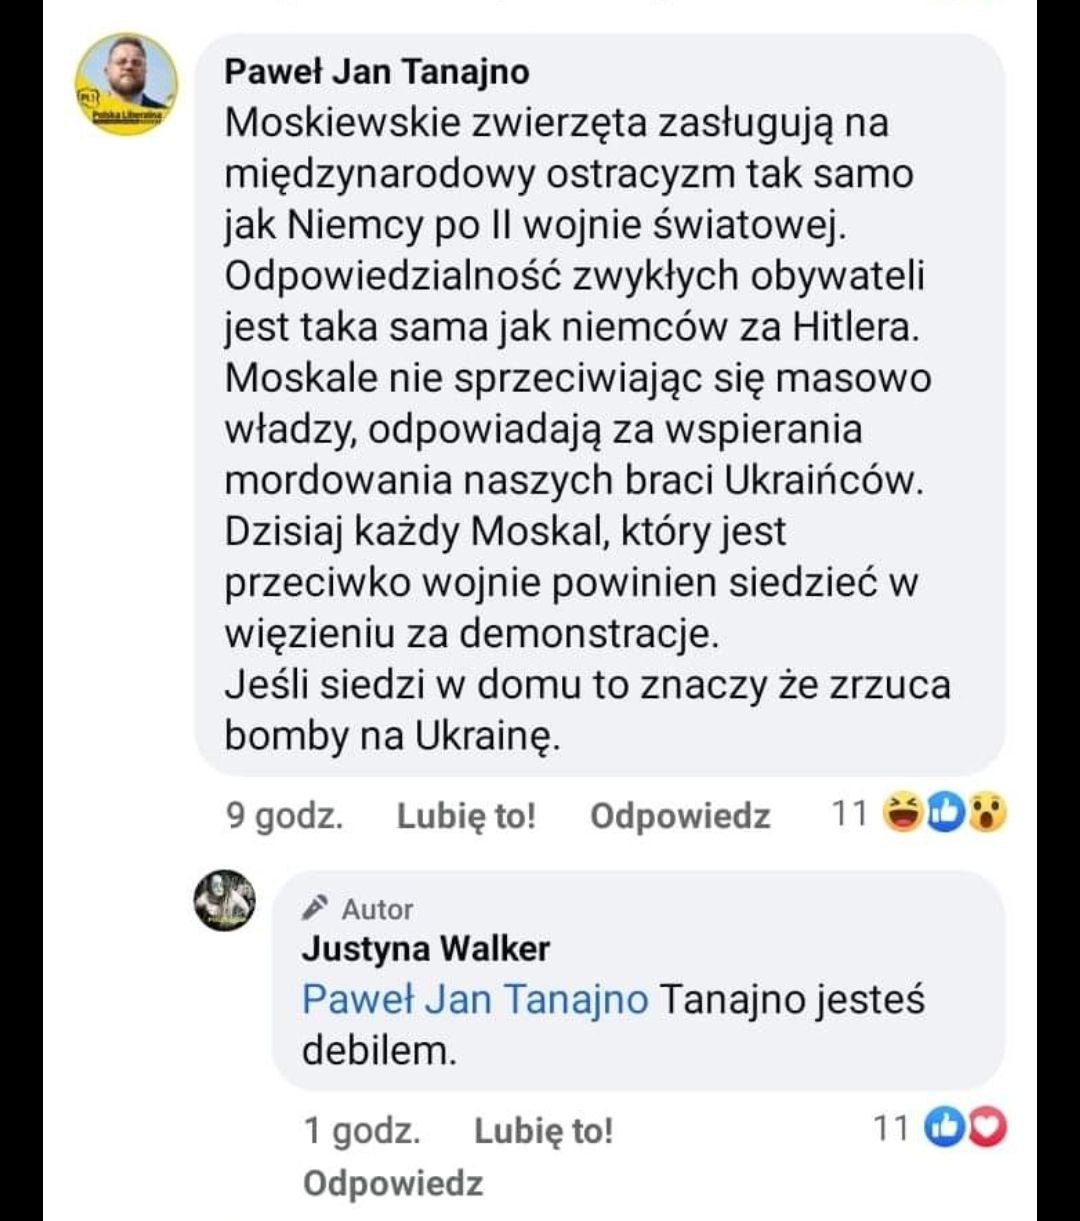 Paweł Jan Tanajno
Moskiewskie zwierzęta zasługują na
międzynarodowy ostracyzm tak samo
jak Niemcy po II wojnie światowej.
Odpowiedzialność zwykłych obywateli
jest taka sama jak niemców za Hitlera.
Moskale nie sprzeciwiając się masowo
władzy, odpowiadają za wspierania
mordowania naszych braci Ukraińców.
Dzisiaj każdy Moskal, który jest
przeciwko wojnie powinien siedzieć w
więzieniu za demonstracje.
Jeśli siedzi w domu to znaczy że zrzuca
bomby na Ukrainę.
9 godz. Lubię to! Odpowiedz 11
Polska Liberalna
Autor
Justyna Walker
Paweł Jan Tanajno Tanajno jesteś
debilem.
1 godz. Lubię to! 11
Odpowiedz